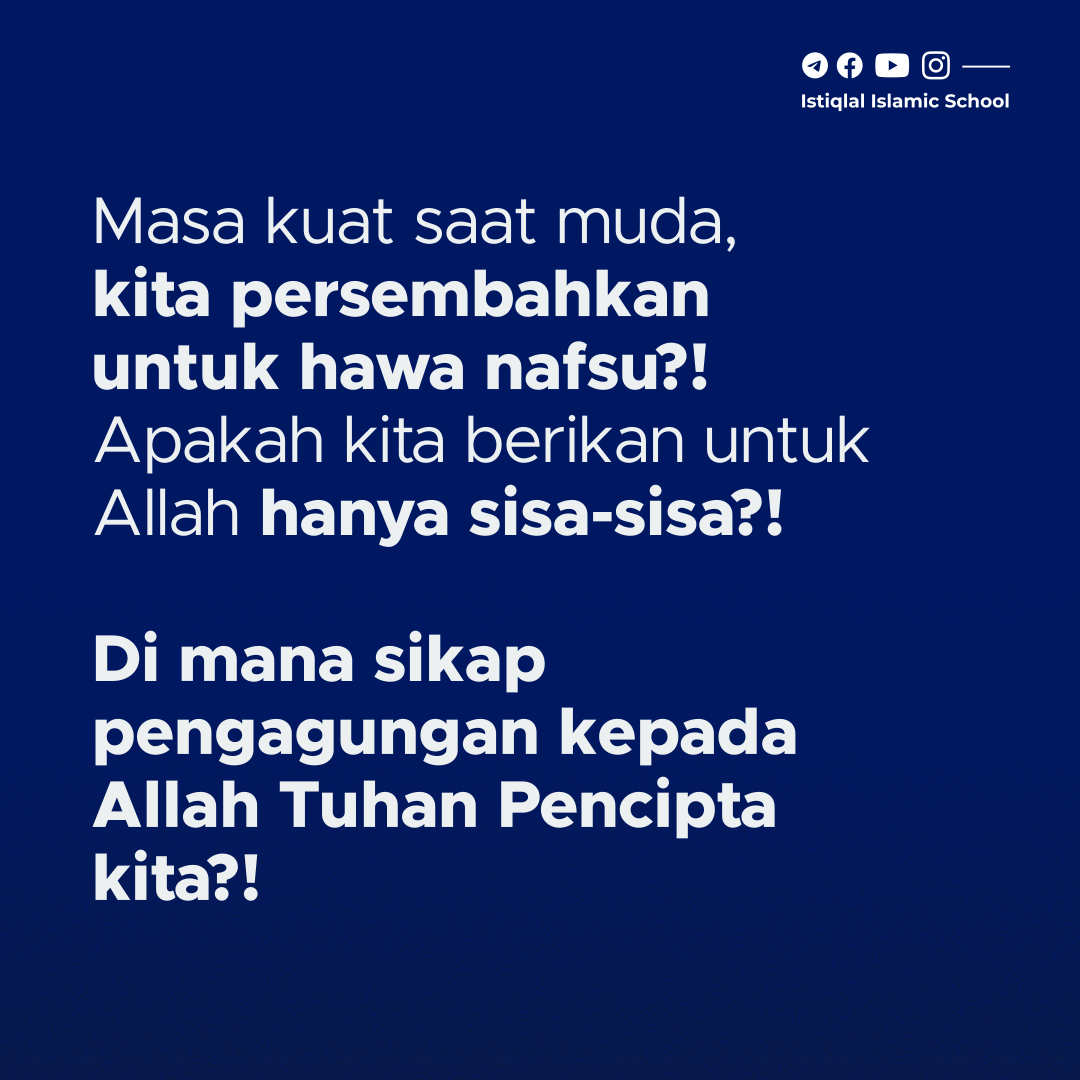 Istiqlal Islamic School
Masa kuat saat muda,
kita persembahkan
untuk hawa nafsu?!
Apakah kita berikan untuk
Allah hanya sisa-sisa?!
Di mana sikap
pengagungan kepada
Allah Tuhan Pencipta
kita?!